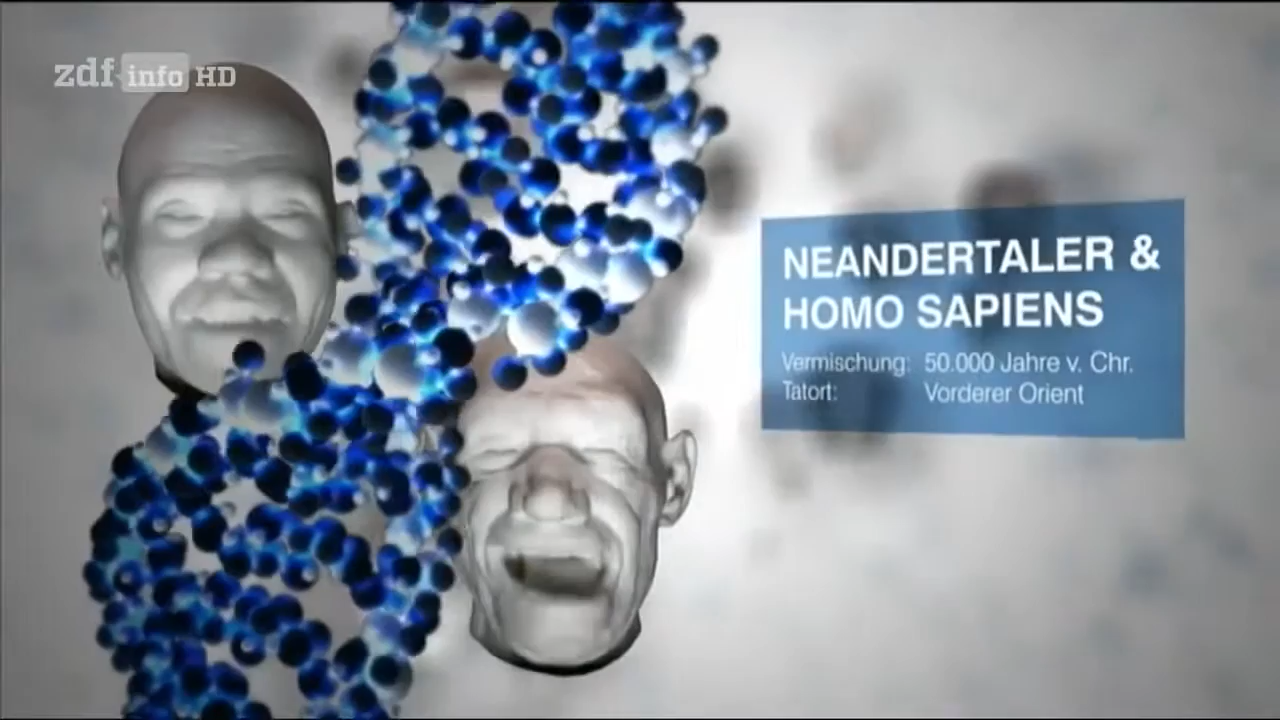 zdf info HD
NEANDERTALER &
HOMO SAPIENS
Vermischung: 50.000 Jahre v. Chr.
Tatort: Vorderer Orient